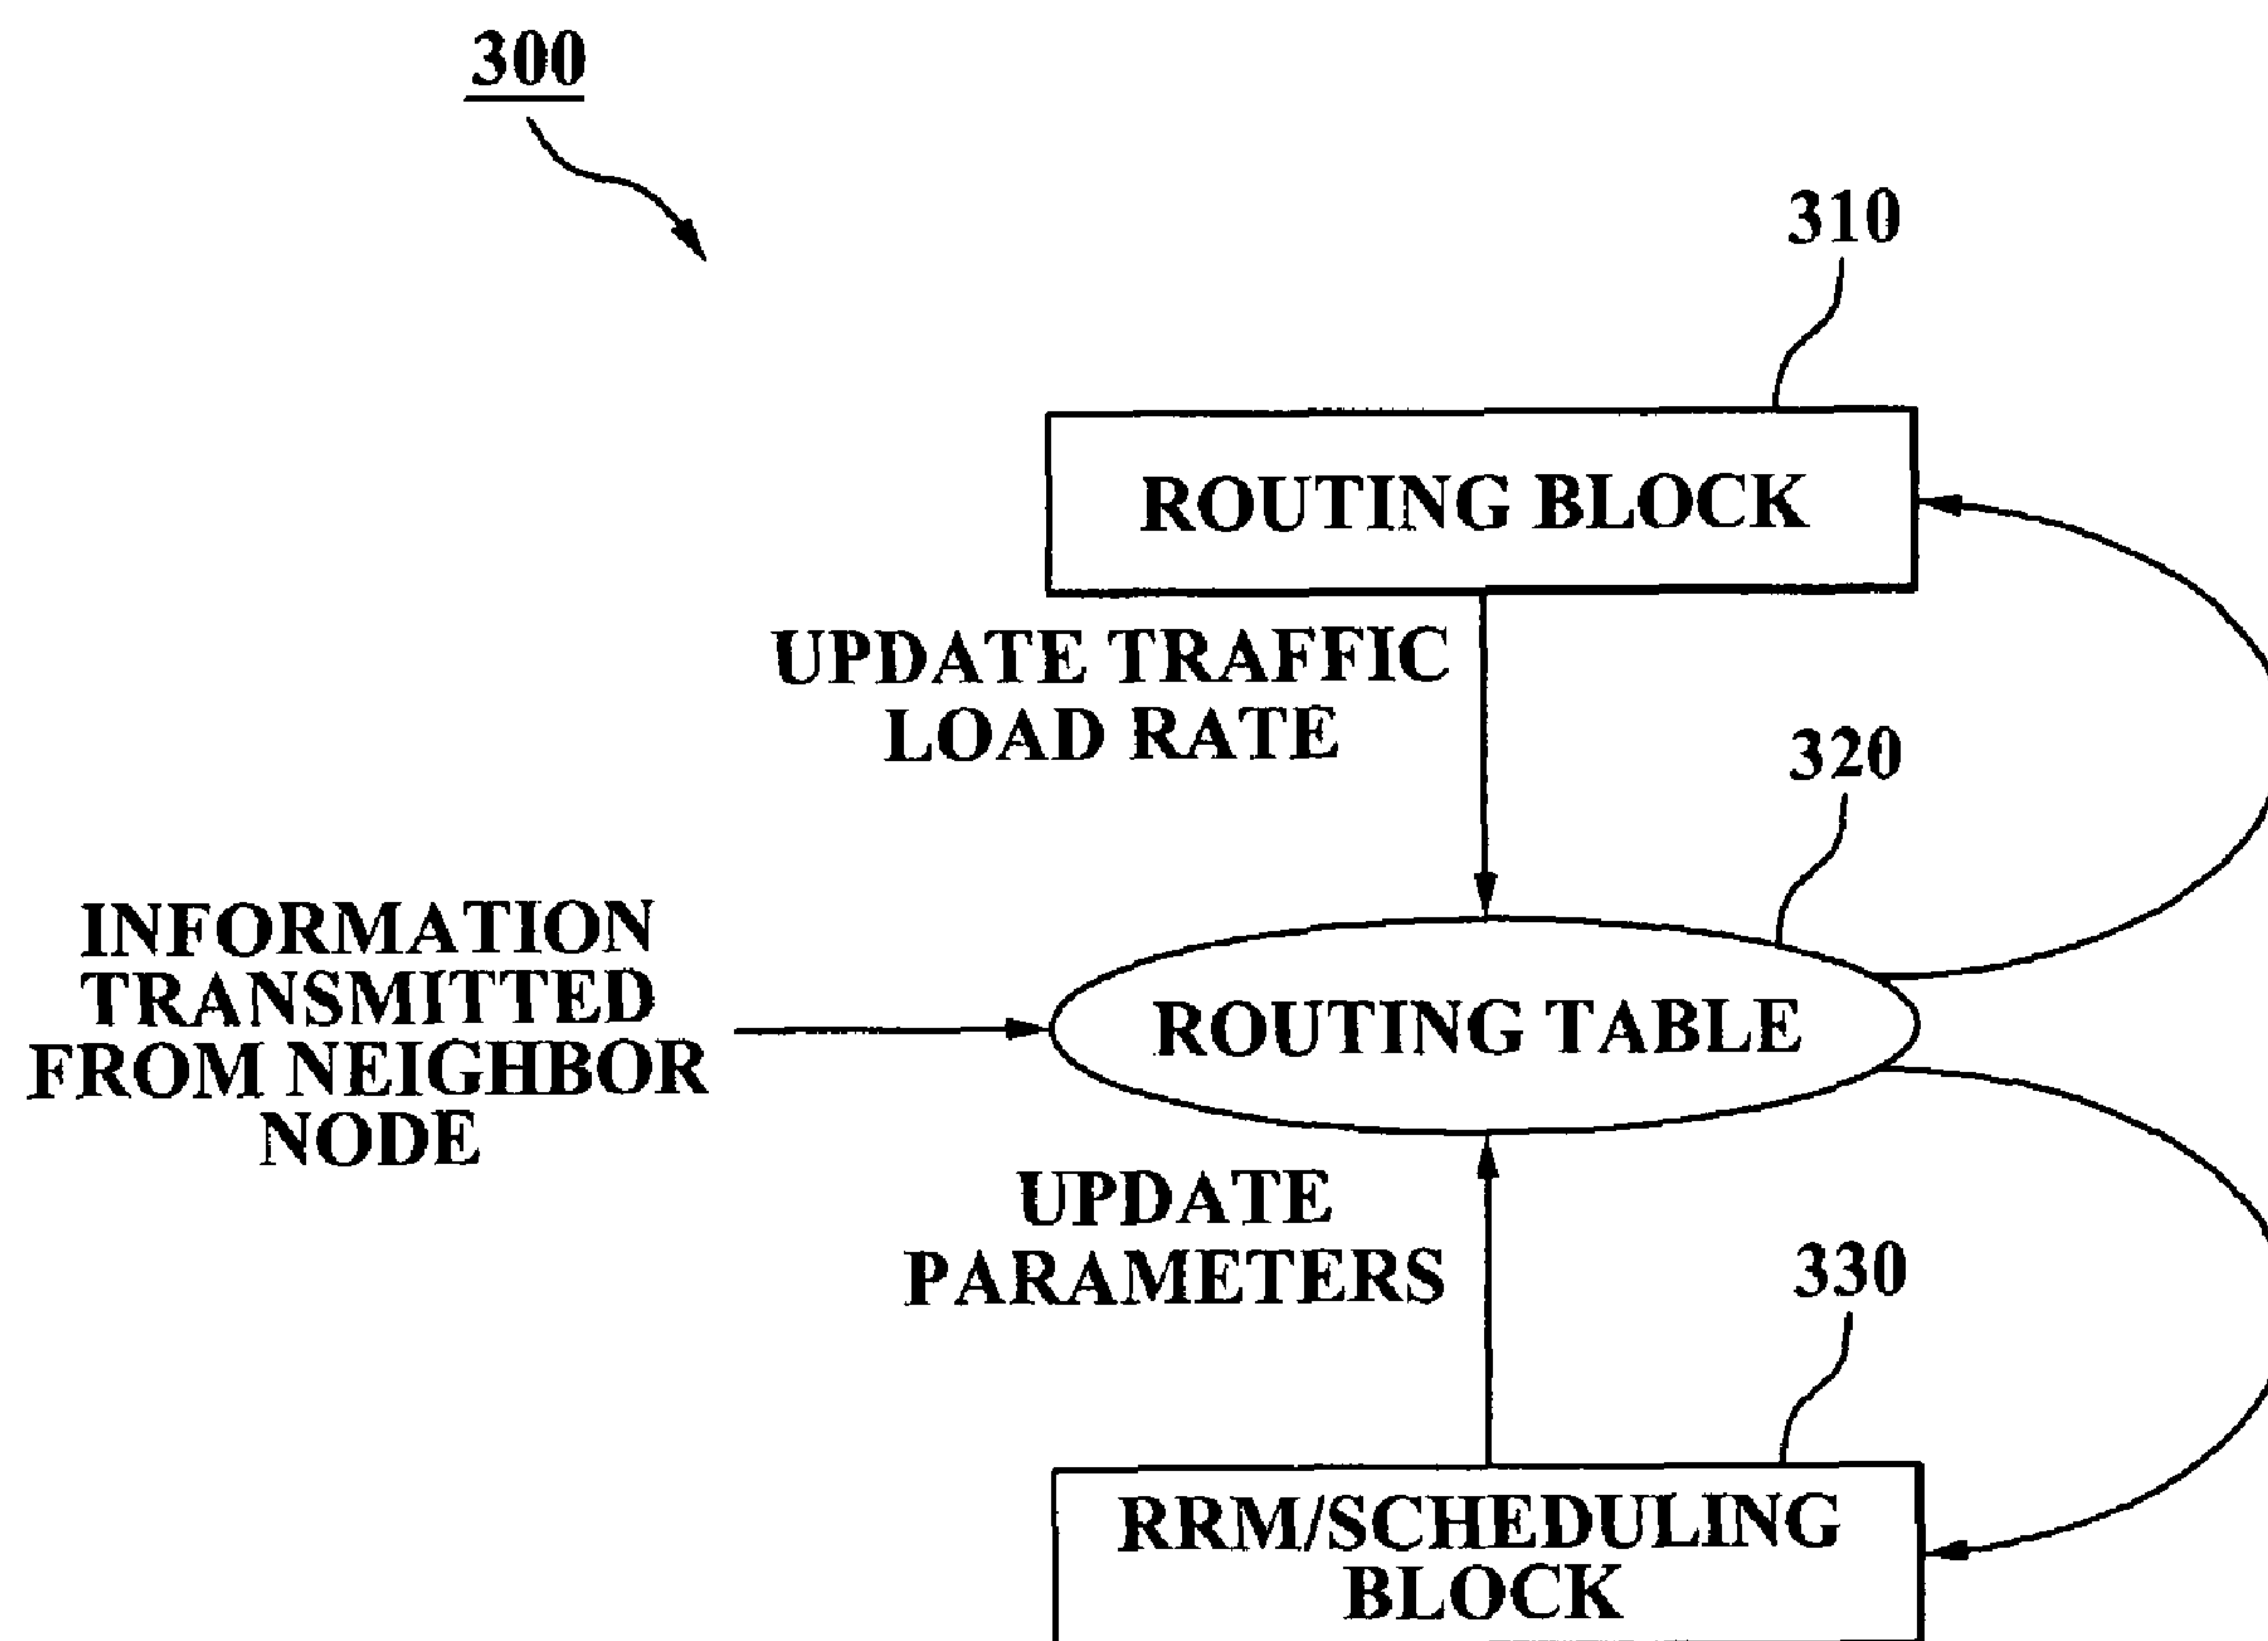 300
310
ROUTING BLOCK
UPDATE TRAFFIC
LOAD RATE
320
INFORMATION
TRANSMITTED
FROM NEIGHBOR
NODE
ROUTING TABLE
UPDATE
PARAMETERS
330
RRM/SCHEDULING
BLOCK